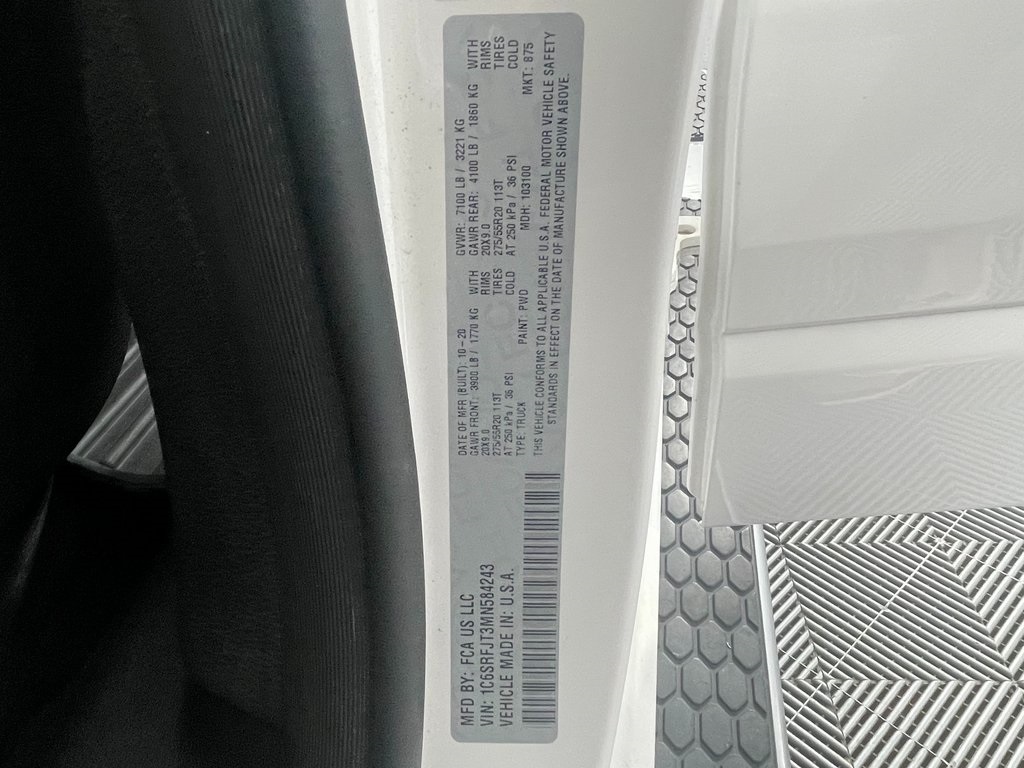 MFD BY: FCA US LLC
VIN: 1C6SRFJT3MN584243
VEHICLE MADE IN: U.S.A.
DATE OF MFR (BUILT): 10-20 GVWR: 7100 LB / 3221 KG
GAWR FRONT: 3900 LB / 1770 KG WITH GAWR REAR: 4100 LB / 1860 KG WITH
20X9.0 RIMS 20X9.0 RIMS
275/55R20 113T TIRES 275/55R20 113T TIRES
AT 250 kPa / 36 PSI COLD AT 250 kPa / 36 PSI COLD
TYPE: TRUCK PAINT: PWD MDH: 103100 MKT: 875
THIS VEHICLE CONFORMS TO ALL APPLICABLE U.S.A. FEDERAL MOTOR VEHICLE SAFETY
STANDARDS IN EFFECT ON THE DATE OF MANUFACTURE SHOWN ABOVE.